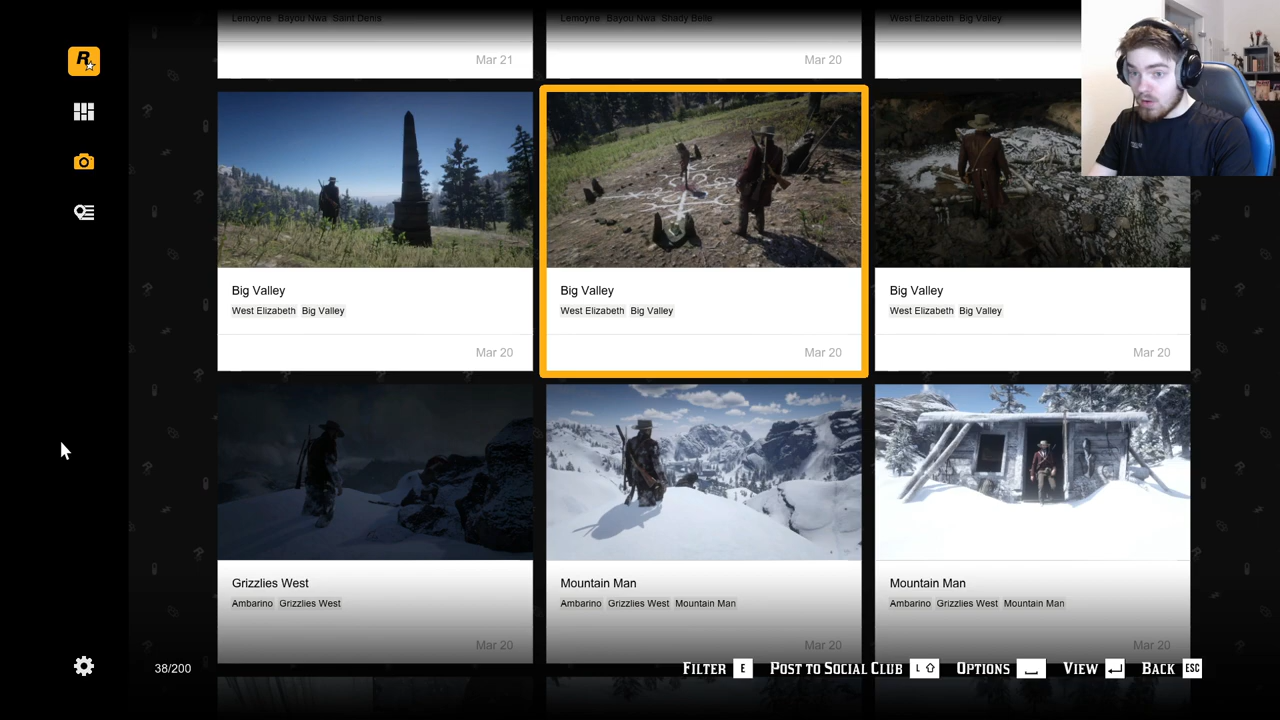 Lemoyne Bayou Nwa Saint Denis
Lemoyne Bayou Nwa Shady Belle
West Elizabeth Big Valley
Mar 21
Mar 20
R
Big Valley
West Elizabeth Big Valley
Mar 20
Big Valley
West Elizabeth Big Valley
Mar 20
Big Valley
West Elizabeth Big Valley
Mar 20
Grizzlies West
Ambarino Grizzlies West
Mar 20
Mountain Man
Ambarino Grizzlies West Mountain Man
Mar 20
Mountain Man
Ambarino Grizzlies West Mountain Man
Mar 20
38/200
Filter E Post to Social Club L Options View Back ESC